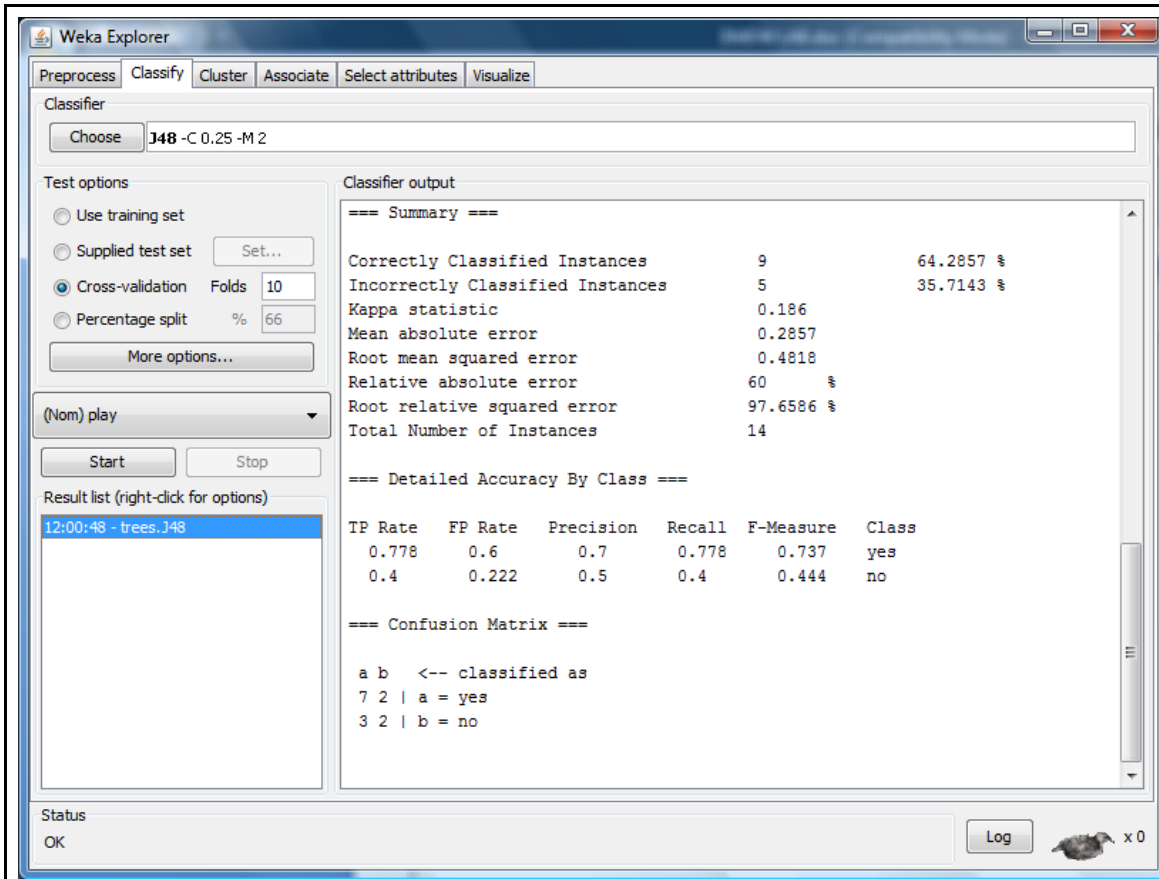 Weka Explorer
Preprocess Classify Cluster Associate Select attributes Visualize
Classifier
Choose J48 -C 0.25 -M 2
Test options
Use training set
Supplied test set Set...
Cross-validation Folds 10
Percentage split % 66
More options...
(Nom) play
Start Stop
Result list (right-click for options)
12:00:48 - trees.J48
Classifier output
=== Summary ===
Correctly Classified Instances 9 64.2857 %
Incorrectly Classified Instances 5 35.7143 %
Kappa statistic 0.186
Mean absolute error 0.2857
Root mean squared error 0.4818
Relative absolute error 60 %
Root relative squared error 97.6586 %
Total Number of Instances 14
=== Detailed Accuracy By Class ===
TP Rate FP Rate Precision Recall F-Measure Class
0.778 0.6 0.7 0.778 0.737 yes
0.4 0.222 0.5 0.4 0.444 no
=== Confusion Matrix ===
a b <-- classified as
7 2 | a = yes
3 2 | b = no
Status
OK
Log x 0